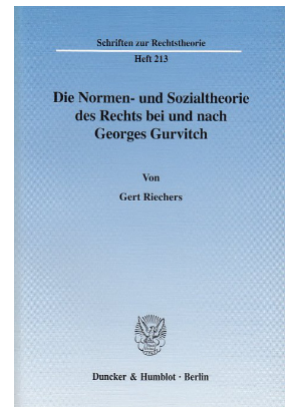 Schriften zur Rechtstheorie
Heft 213
Die Normen- und Sozialtheorie
des Rechts bei und nach
Georges Gurvitch
Von
Gert Riechers
Duncker & Humblot · Berlin